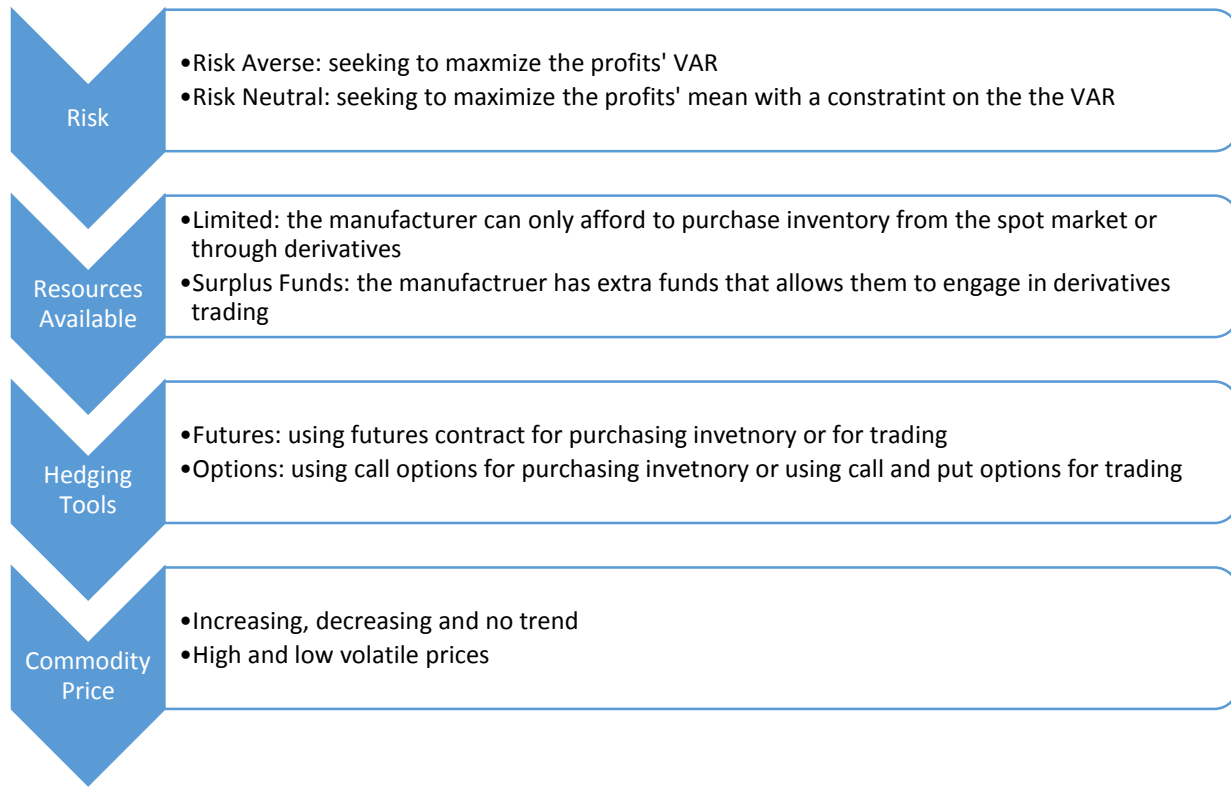 Risk
•Risk Averse: seeking to maxmize the profits' VAR
•Risk Neutral: seeking to maximize the profits' mean with a constratint on the the VAR
Resources
Available
•Limited: the manufacturer can only afford to purchase inventory from the spot market or
through derivatives
•Surplus Funds: the manufactruer has extra funds that allows them to engage in derivatives
trading
Hedging
Tools
•Futures: using futures contract for purchasing invetnory or for trading
•Options: using call options for purchasing invetnory or using call and put options for trading
Commodity
Price
•Increasing, decreasing and no trend
•High and low volatile prices